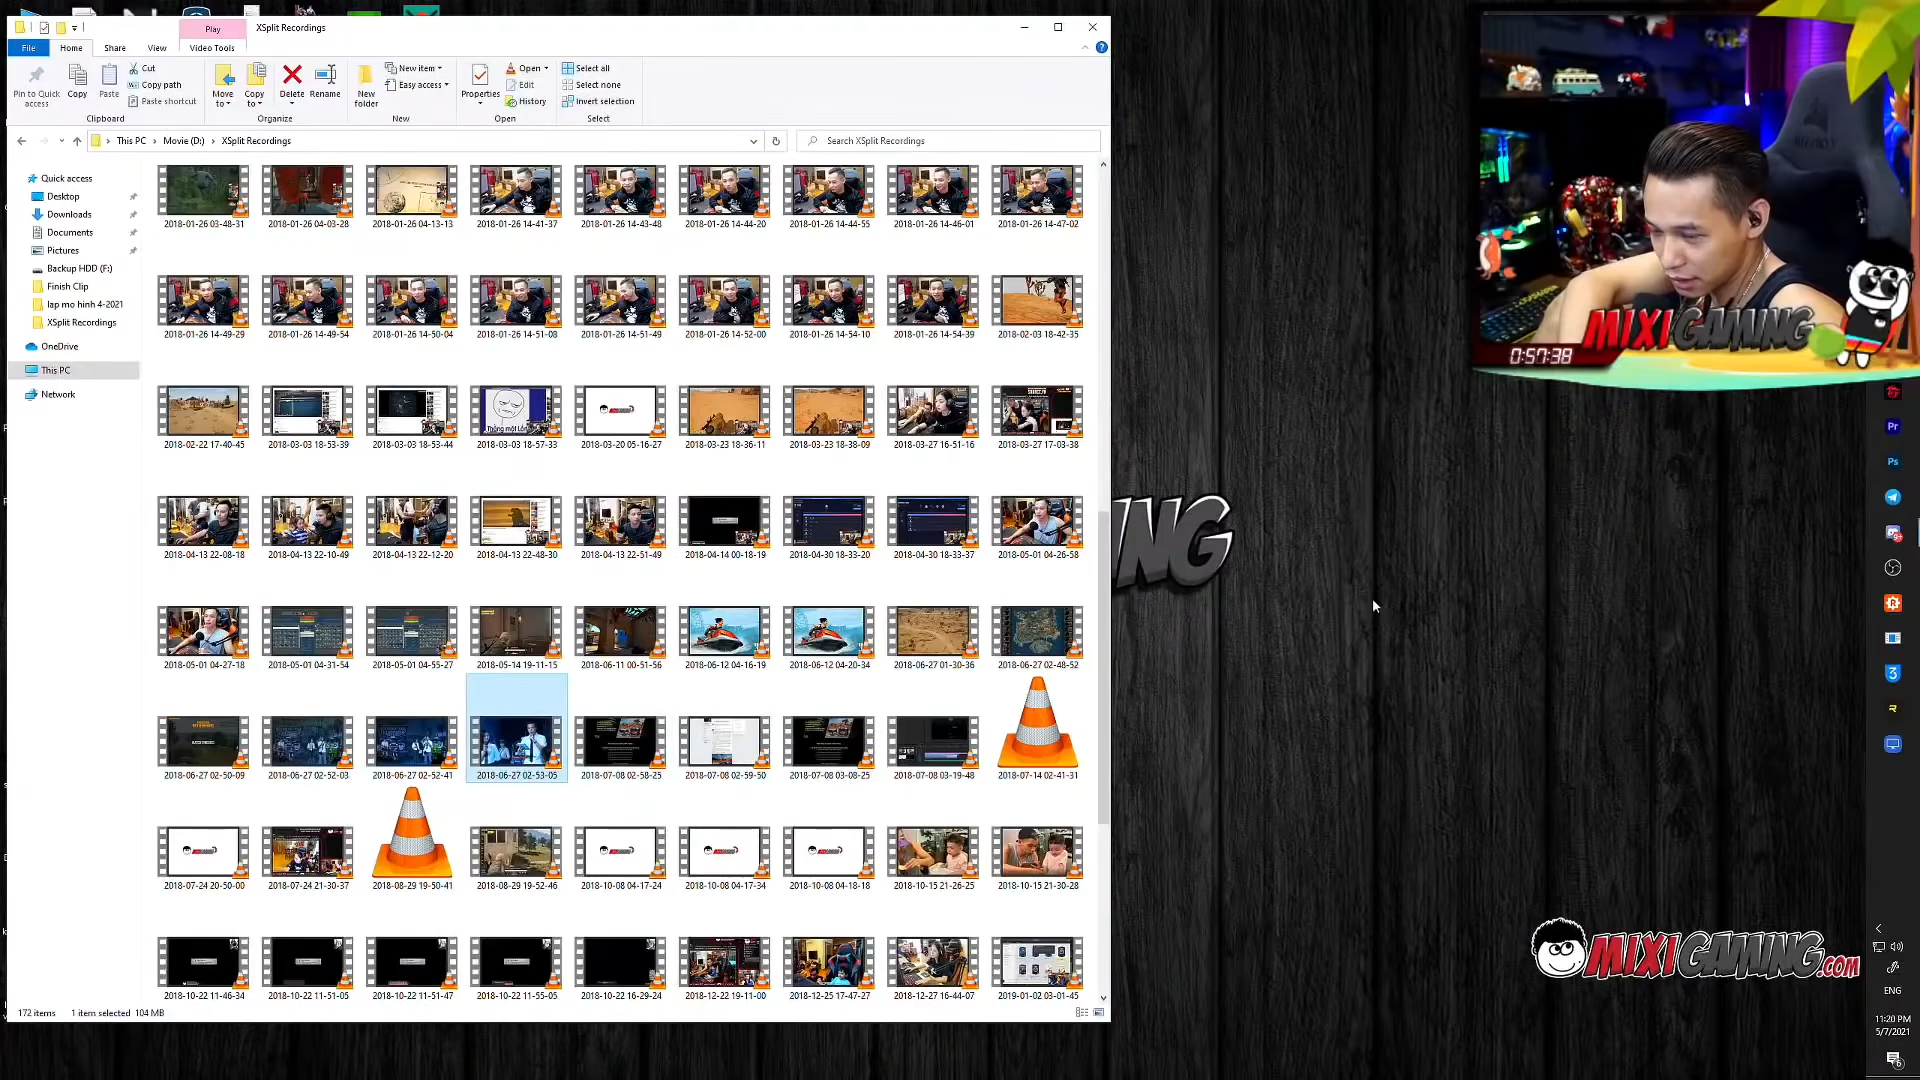 Play
XSplit Recordings
File
Home
Share
View
Video Tools
Pin to Quick access
Copy
Paste
Cut
Copy path
Paste shortcut
Clipboard
Move to
Copy to
Delete
Rename
Organize
New folder
New item
Easy access
New
Properties
Open
Edit
History
Open
Select all
Select none
Invert selection
Select
This PC
Movie (D:)
XSplit Recordings
Search XSplit Recordings
Quick access
Desktop
Downloads
Documents
Pictures
Backup HDD (F:)
Finish Clip
lap mo hinh 4-2021
XSplit Recordings
OneDrive
This PC
Network
2018-01-26 03-48-31
2018-01-26 04-03-28
2018-01-26 04-13-13
2018-01-26 14-41-37
2018-01-26 14-43-48
2018-01-26 14-44-20
2018-01-26 14-44-55
2018-01-26 14-46-01
2018-01-26 14-47-02
2018-01-26 14-49-29
2018-01-26 14-49-54
2018-01-26 14-50-04
2018-01-26 14-51-08
2018-01-26 14-51-49
2018-01-26 14-52-00
2018-01-26 14-54-10
2018-01-26 14-54-39
2018-02-03 18-42-35
Thằng mặt Lồn
2018-02-22 17-40-45
2018-03-03 18-53-39
2018-03-03 18-53-44
2018-03-03 18-57-33
2018-03-20 05-16-27
2018-03-23 18-36-11
2018-03-23 18-38-09
2018-03-27 16-51-16
2018-03-27 17-03-38
2018-04-13 22-08-18
2018-04-13 22-10-49
2018-04-13 22-12-20
2018-04-13 22-48-30
2018-04-13 22-51-49
2018-04-14 00-18-19
2018-04-30 18-33-20
2018-04-30 18-33-37
2018-05-01 04-26-58
2018-05-01 04-27-18
2018-05-01 04-31-54
2018-05-01 04-55-27
2018-05-14 19-11-15
2018-06-11 00-51-56
2018-06-12 04-16-19
2018-06-12 04-20-34
2018-06-27 01-30-36
2018-06-27 02-48-52
2018-06-27 02-50-09
2018-06-27 02-52-03
2018-06-27 02-52-41
2018-06-27 02-53-05
2018-07-08 02-58-25
2018-07-08 02-59-50
2018-07-08 03-08-25
2018-07-08 03-19-48
2018-07-14 02-41-31
2018-07-24 20-50-00
2018-07-24 21-30-37
2018-08-29 19-50-41
2018-08-29 19-52-46
2018-10-08 04-17-24
2018-10-08 04-17-34
2018-10-08 04-18-18
2018-10-15 21-26-25
2018-10-15 21-30-28
2018-10-22 11-46-34
2018-10-22 11-51-05
2018-10-22 11-51-47
2018-10-22 11-55-05
2018-10-22 16-29-24
2018-12-22 19-11-00
2018-12-25 17-47-27
2018-12-27 16-44-07
2019-01-02 03-01-45
172 items
1 item selected 104 MB
ING
MIXIGAMING
0:57:38
Pr
Ps
MIXIGAMING.COM
ENG
11:20 PM
5/7/2021
6